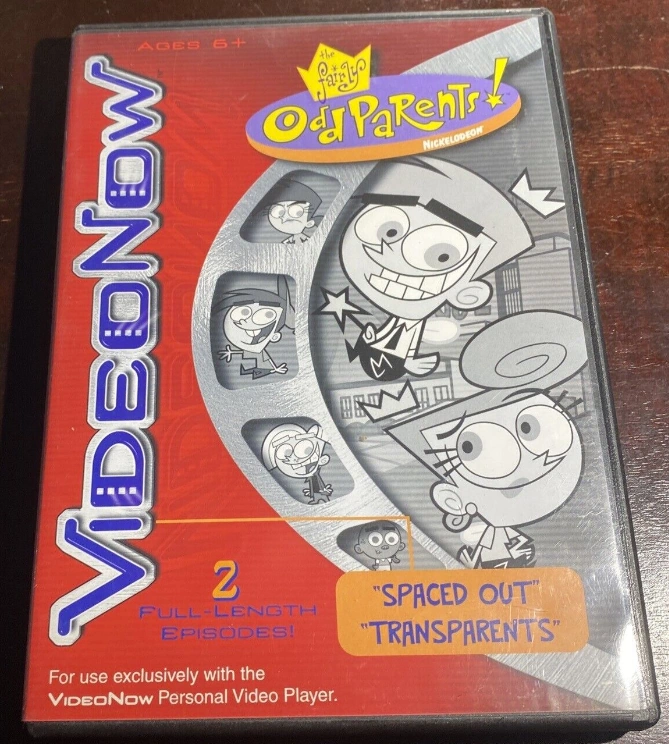 AGES 6+
the
fairly
OddParents!
NICKELODEON
VIDEONOW
2
FULL-LENGTH
EPISODES!
"SPACED OUT"
"TRANSPARENTS"
For use exclusively with the
VIDEONOW Personal Video Player.